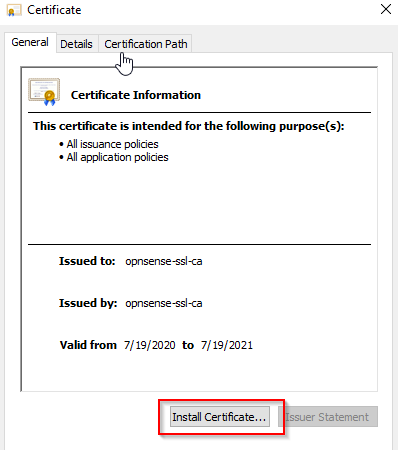 Certificate
General Details Certification Path
Certificate Information
This certificate is intended for the following purpose(s):
• All issuance policies
• All application policies
Issued to: opnsense-ssl-ca
Issued by: opnsense-ssl-ca
Valid from 7/19/2020 to 7/19/2021
Install Certificate... Issuer Statement